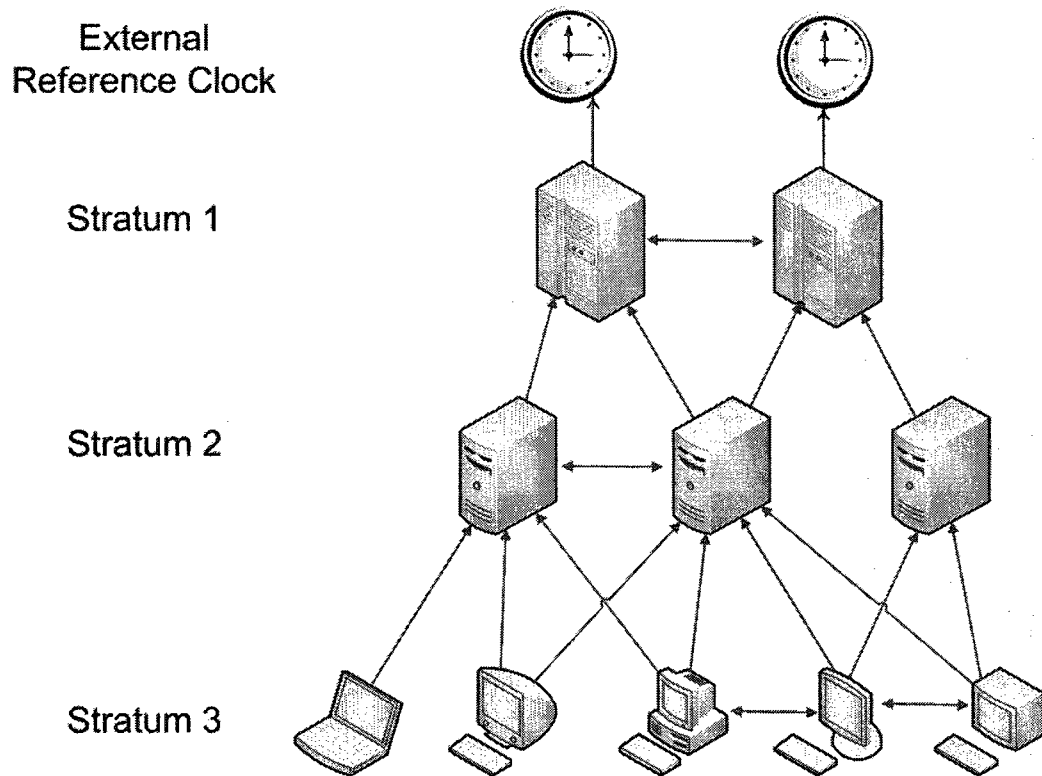 External
Reference Clock
Stratum 1
Stratum 2
Stratum 3